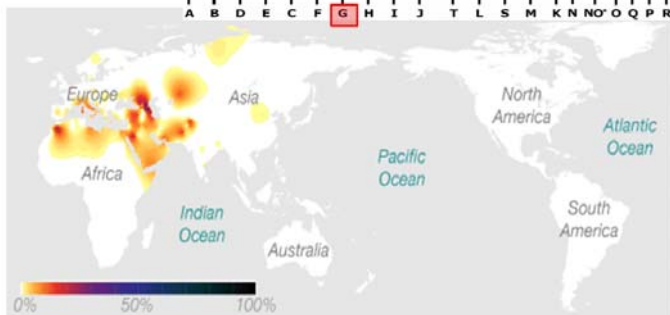 A B D E C F G H I J T L S M K N NO* O Q P R
Europe
Asia
North
America
Atlantic
Ocean
Pacific
Ocean
Africa
Indian
Ocean
South
America
Australia
0% 50% 100%